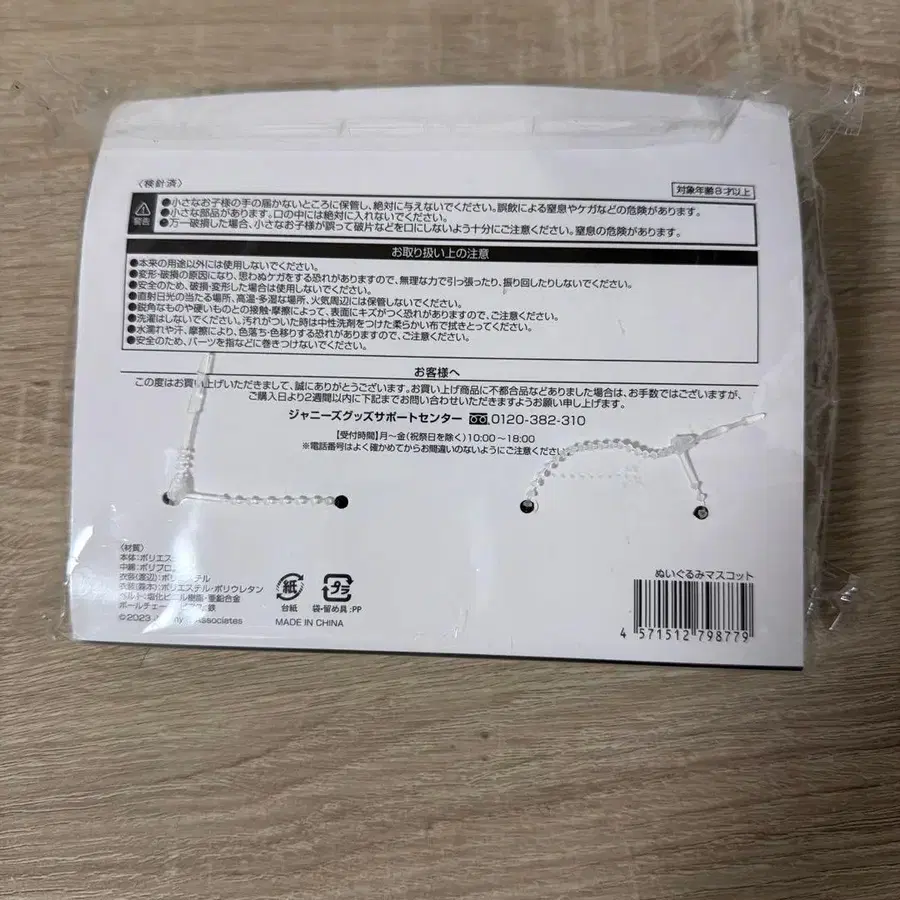 〈検針済〉
対象年齢8才以上
警告
●小さなお子様の手の届かないところに保管し、絶対に与えないでください。誤飲による窒息やケガなどの危険があります。
●小さな部品があります。口の中には絶対に入れないでください。
●万一破損した場合、小さなお子様が誤って破片などを口にしないよう十分にご注意ください。窒息の危険があります。
お取り扱い上の注意
●本来の用途以外には使用しないでください。
●変形・破損の原因になり、思わぬケガをする恐れがありますので、無理な力で引っ張ったり、振り回したりしないでください。
●安全のため、破損・変形した場合は使用しないでください。
●直射日光の当たる場所、高温・多湿な場所、火気周辺には保管しないでください。
●鋭角なものや硬いものとの接触・摩擦によって、表面にキズがつく恐れがありますので、ご注意ください。
●洗濯はしないでください。汚れがついた時は中性洗剤をつけた柔らかい布で拭きとってください。
●水濡れや汗、摩擦により、色落ち・色移りする恐れがありますので、ご注意ください。
●安全のため、パーツを指などに巻きつけないでください。
お客様へ
この度はお買い上げいただきまして、誠にありがとうございます。お買い上げ商品に不都合品などありました場合は、お手数ではございますが、
ご購入日より2週間以内に下記までお問い合わせいただきますようお願い申し上げます。
ジャニーズグッズサポートセンター 0120-382-310
【受付時間】月〜金(祝祭日を除く)10:00〜18:00
※電話番号はよく確かめてからお間違いのないようにご注意ください。
〈材質〉
本体:ポリエス
中綿:ポリプロ
衣装(渡辺):ポリ ステル
衣装(森本):ポリエステル・ポリウレタン
ベルト:塩化ビニル樹脂・亜鉛合金
ボールチェー 鉄
©2023 J ny Associates
紙
台紙
プラ
袋・留め具:PP
MADE IN CHINA
ぬいぐるみマスコット
4 571512 798779